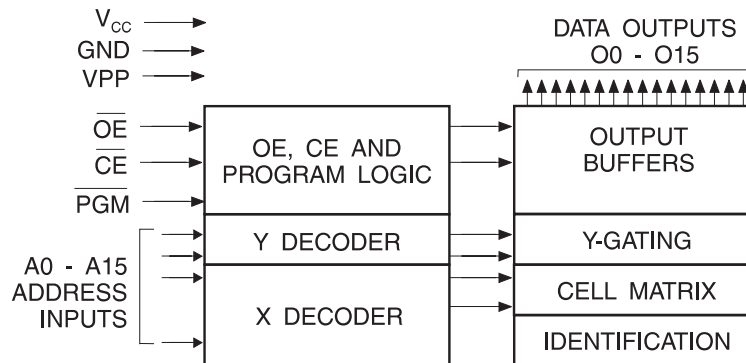 VCC
GND
VPP
OE
CE
PGM
A0 - A15
ADDRESS
INPUTS
OE, CE AND
PROGRAM LOGIC
Y DECODER
X DECODER
DATA OUTPUTS
O0 - O15
OUTPUT
BUFFERS
Y-GATING
CELL MATRIX
IDENTIFICATION